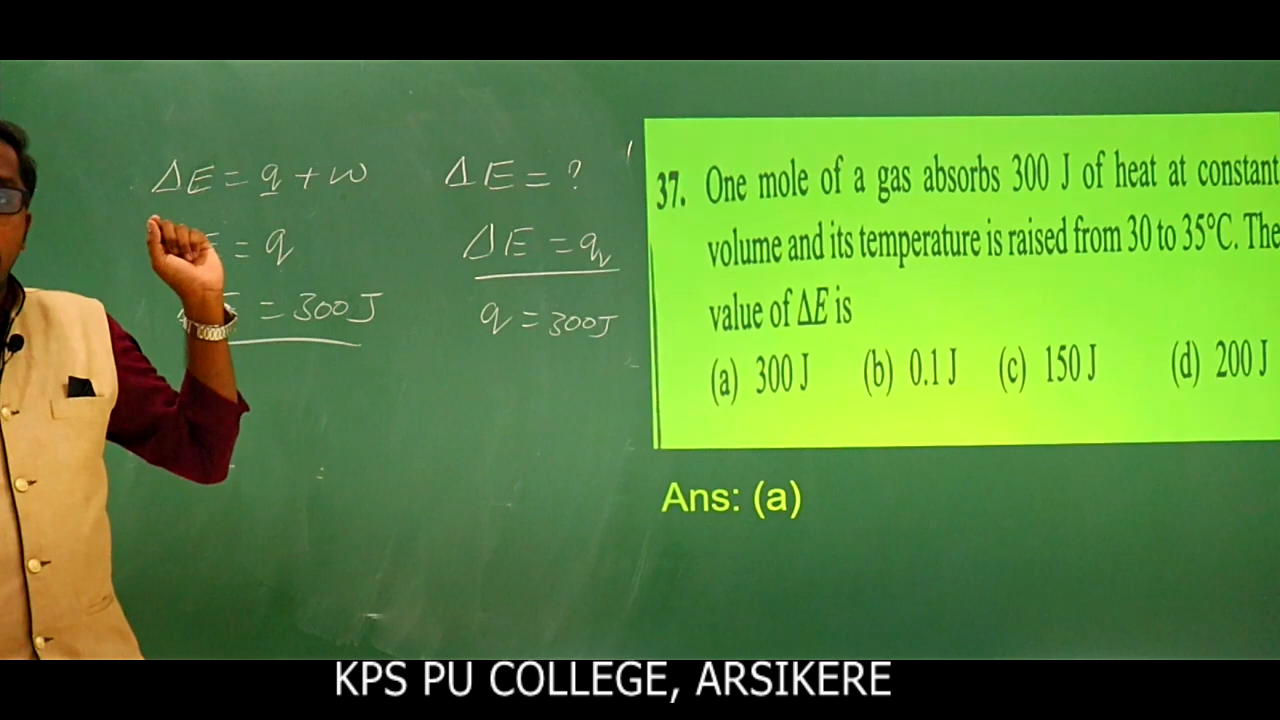 ΔE = q + w
ΔE = ?
= q
ΔE = qᵥ
= 300 J
q = 300J
37. One mole of a gas absorbs 300 J of heat at constant
volume and its temperature is raised from 30 to 35°C. The
value of ΔE is
(a) 300 J (b) 0.1 J (c) 150 J (d) 200 J
Ans: (a)
KPS PU COLLEGE, ARSIKERE